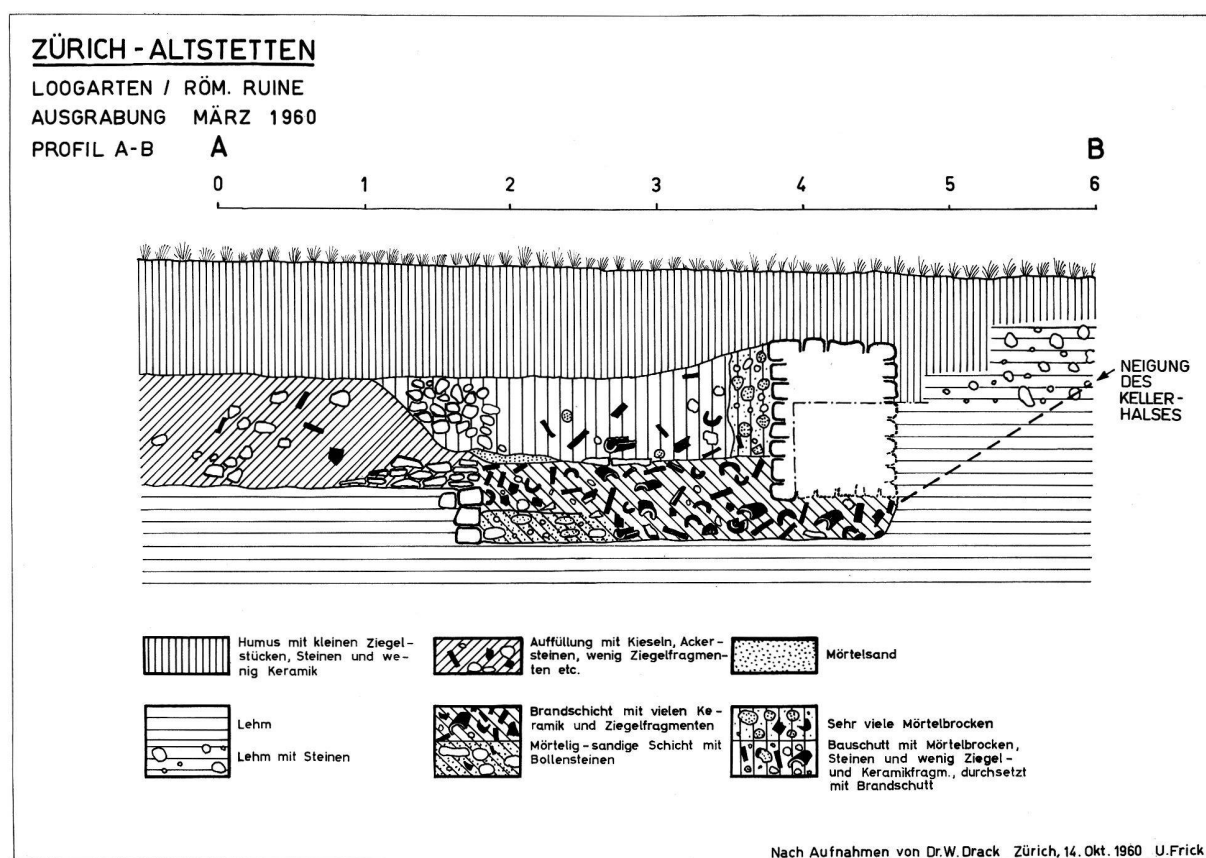 ZÜRICH-ALTSTETTEN
LOOGARTEN / RÖM. RUINE
AUSGRABUNG MÄRZ 1960
PROFIL A-B
A
B
0 1 2 3 4 5 6
NEIGUNG
DES
KELLER-
HALSES
Humus mit kleinen Ziegel-
stücken, Steinen und we-
nig Keramik
Auffüllung mit Kieseln, Acker-
steinen, wenig Ziegelfragmen-
ten etc.
Mörtelsand
Lehm
Lehm mit Steinen
Brandschicht mit vielen Ke-
ramik und Ziegelfragmenten
Mörtelig-sandige Schicht mit
Bollensteinen
Sehr viele Mörtelbrocken
Bauschutt mit Mörtelbrocken,
Steinen und wenig Ziegel-
und Keramikfragm., durchsetzt
mit Brandschutt
Nach Aufnahmen von Dr. W. Drack Zürich, 14. Okt. 1960 U. Frick